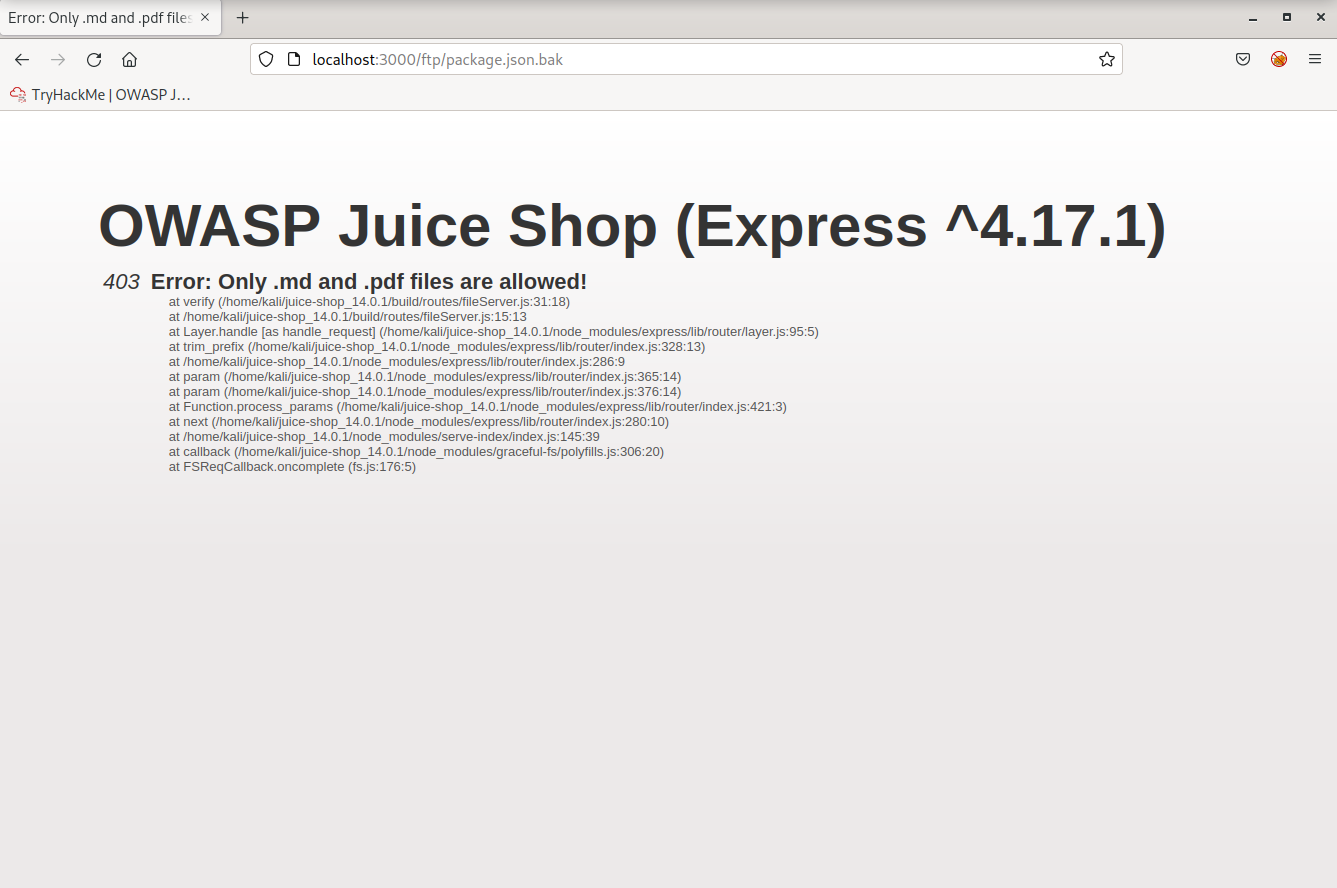 Error: Only .md and .pdf files
localhost:3000/ftp/package.json.bak
TryHackMe | OWASP J…
OWASP Juice Shop (Express ^4.17.1)
403 Error: Only .md and .pdf files are allowed!
at verify (/home/kali/juice-shop_14.0.1/build/routes/fileServer.js:31:18)
at /home/kali/juice-shop_14.0.1/build/routes/fileServer.js:15:13
at Layer.handle [as handle_request] (/home/kali/juice-shop_14.0.1/node_modules/express/lib/router/layer.js:95:5)
at trim_prefix (/home/kali/juice-shop_14.0.1/node_modules/express/lib/router/index.js:328:13)
at /home/kali/juice-shop_14.0.1/node_modules/express/lib/router/index.js:286:9
at param (/home/kali/juice-shop_14.0.1/node_modules/express/lib/router/index.js:365:14)
at param (/home/kali/juice-shop_14.0.1/node_modules/express/lib/router/index.js:376:14)
at Function.process_params (/home/kali/juice-shop_14.0.1/node_modules/express/lib/router/index.js:421:3)
at next (/home/kali/juice-shop_14.0.1/node_modules/express/lib/router/index.js:280:10)
at /home/kali/juice-shop_14.0.1/node_modules/serve-index/index.js:145:39
at callback (/home/kali/juice-shop_14.0.1/node_modules/graceful-fs/polyfills.js:306:20)
at FSReqCallback.oncomplete (fs.js:176:5)